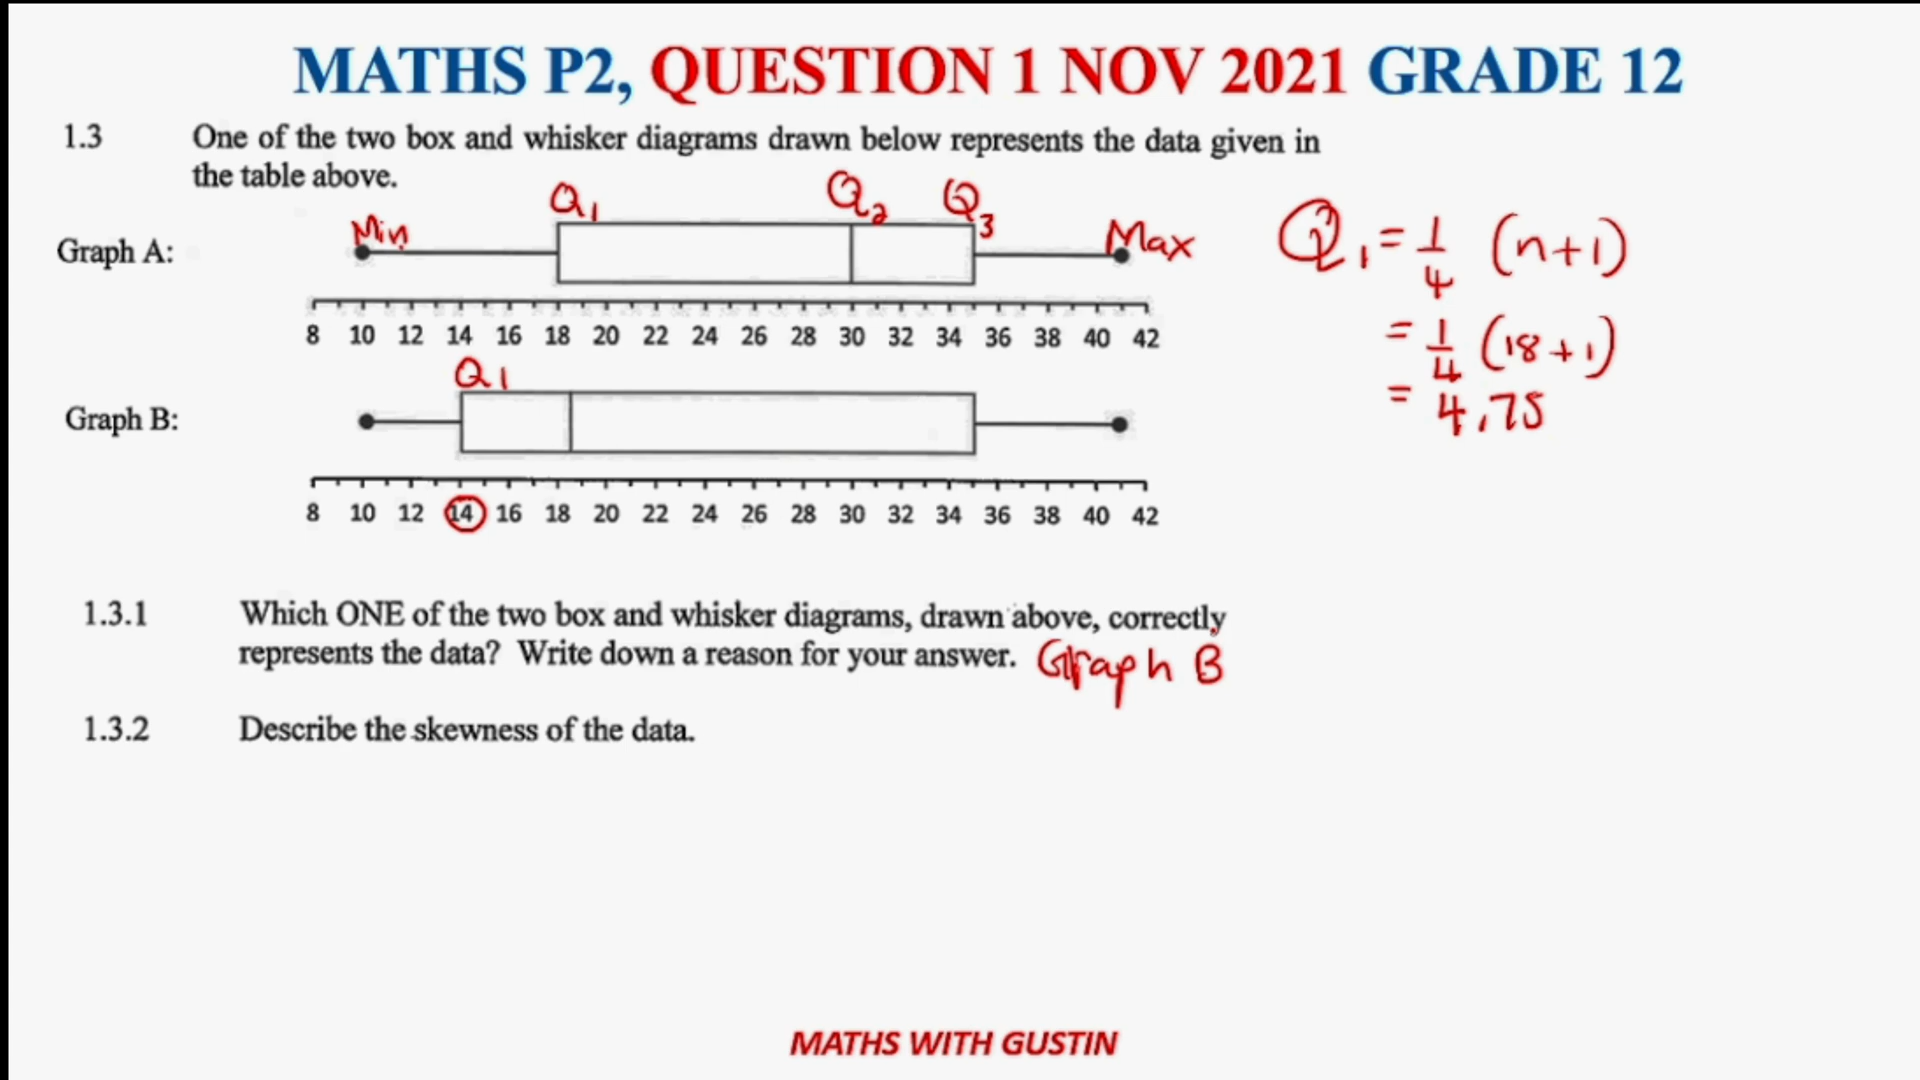 MATHS P2, QUESTION 1 NOV 2021 GRADE 12
1.3 One of the two box and whisker diagrams drawn below represents the data given in
the table above.
Q1 Q2 Q3
Min Max
Graph A:
8 10 12 14 16 18 20 22 24 26 28 30 32 34 36 38 40 42
Q1
Graph B:
8 10 12 14 16 18 20 22 24 26 28 30 32 34 36 38 40 42
Q1 = 1/4 (n+1)
= 1/4 (18+1)
= 4,75
1.3.1 Which ONE of the two box and whisker diagrams, drawn above, correctly
represents the data? Write down a reason for your answer. Graph B
1.3.2 Describe the skewness of the data.
MATHS WITH GUSTIN